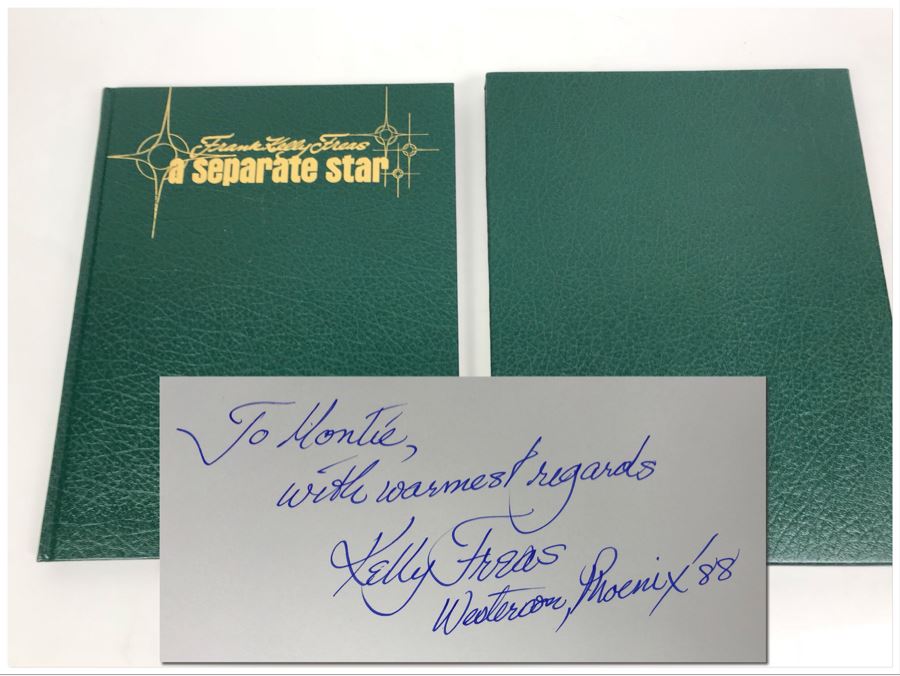 Frank Kelly Freas
a separate star
To Montie,
with warmest regards
Kelly Freas
Westercon, Phoenix '88